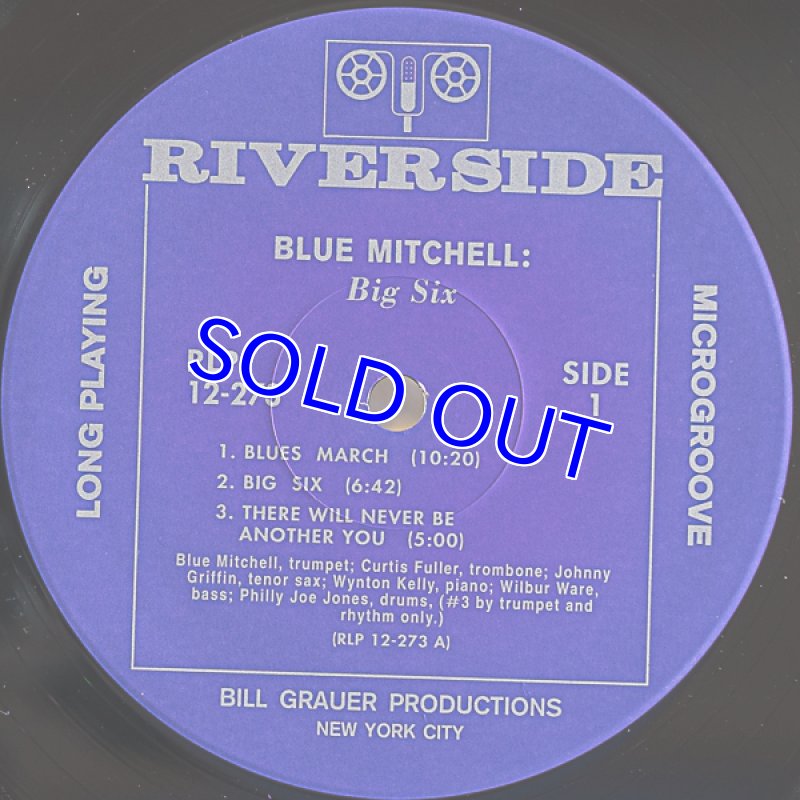 RIVERSIDE
BLUE MITCHELL:
Big Six
LONG PLAYING
MICROGROOVE
RLP
12-273
SIDE
1
SOLD OUT
1. BLUES MARCH (10:20)
2. BIG SIX (6:42)
3. THERE WILL NEVER BE
ANOTHER YOU (5:00)
Blue Mitchell, trumpet; Curtis Fuller, trombone; Johnny
Griffin, tenor sax; Wynton Kelly, piano; Wilbur Ware,
bass; Philly Joe Jones, drums, (#3 by trumpet and
rhythm only.)
(RLP 12-273 A)
BILL GRAUER PRODUCTIONS
NEW YORK CITY